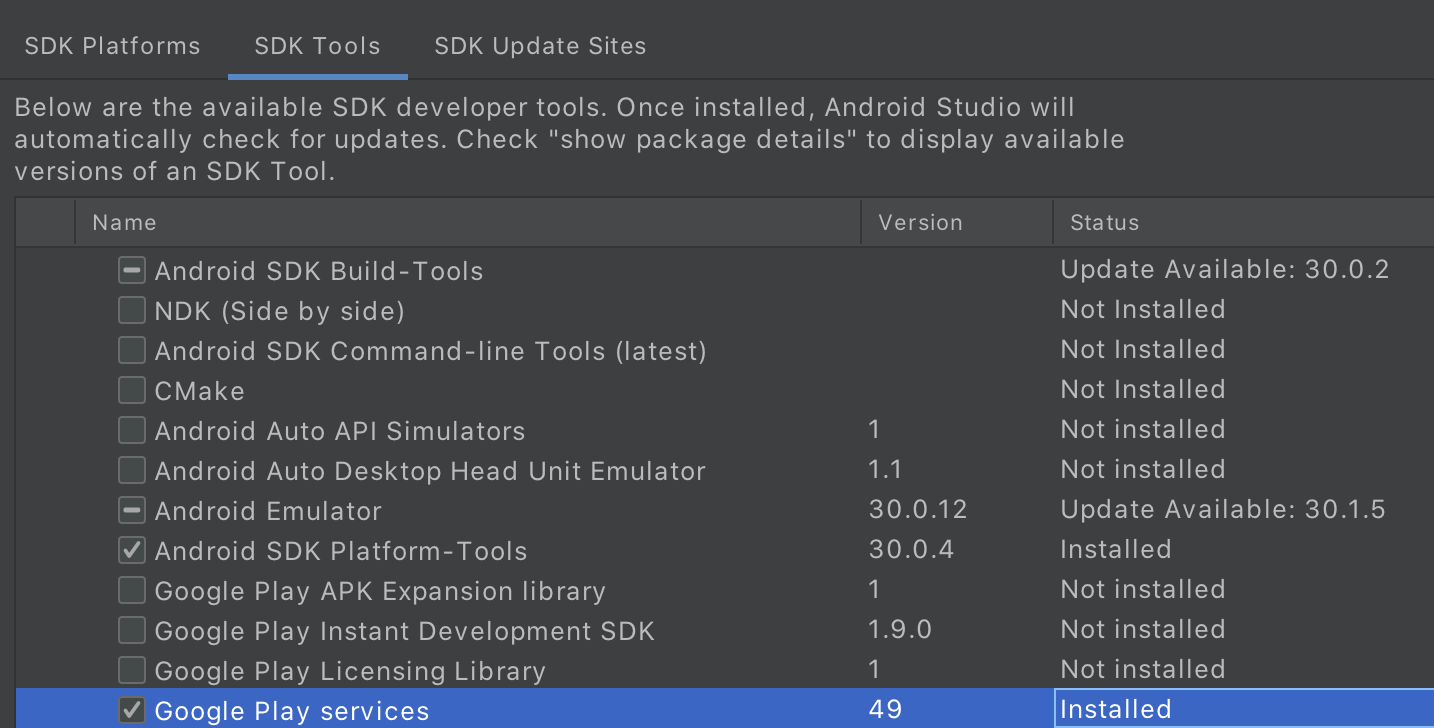 SDK Platforms SDK Tools SDK Update Sites
Below are the available SDK developer tools. Once installed, Android Studio will
automatically check for updates. Check "show package details" to display available
versions of an SDK Tool.
Name Version Status
Android SDK Build-Tools Update Available: 30.0.2
NDK (Side by side) Not Installed
Android SDK Command-line Tools (latest) Not Installed
CMake Not Installed
Android Auto API Simulators 1 Not installed
Android Auto Desktop Head Unit Emulator 1.1 Not installed
Android Emulator 30.0.12 Update Available: 30.1.5
Android SDK Platform-Tools 30.0.4 Installed
Google Play APK Expansion library 1 Not installed
Google Play Instant Development SDK 1.9.0 Not installed
Google Play Licensing Library 1 Not installed
Google Play services 49 Installed